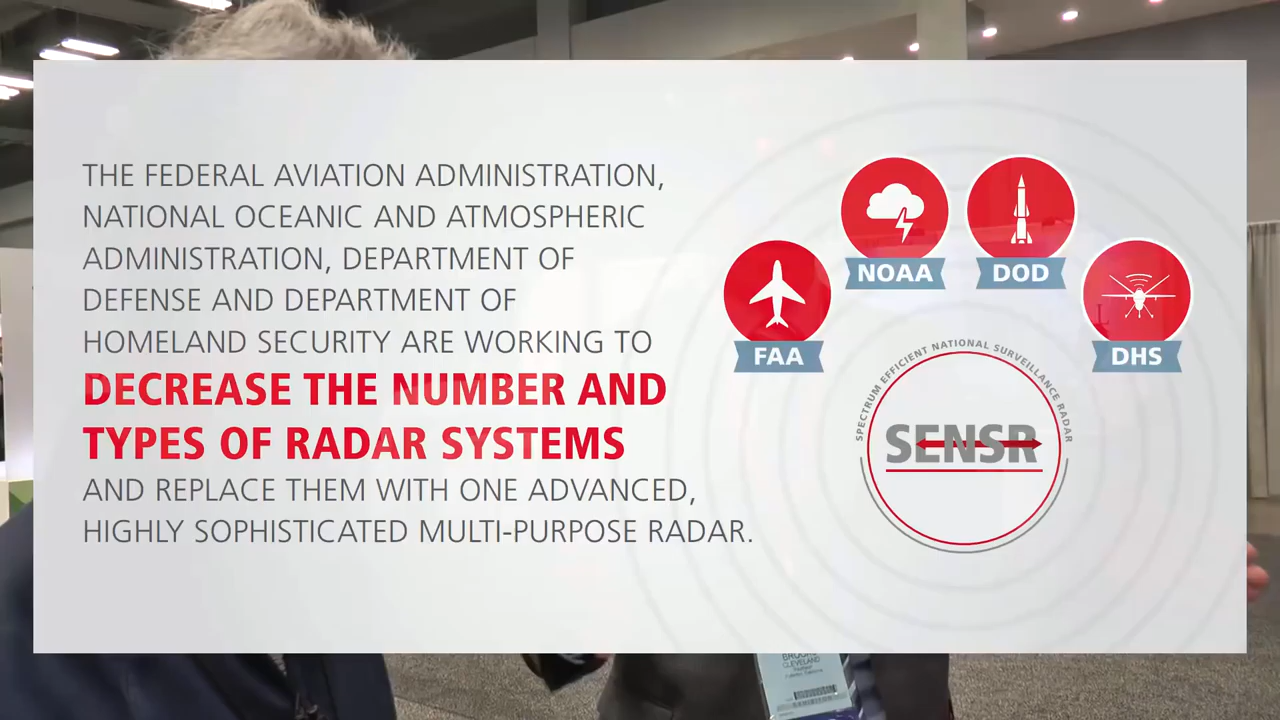 THE FEDERAL AVIATION ADMINISTRATION,
NATIONAL OCEANIC AND ATMOSPHERIC
ADMINISTRATION, DEPARTMENT OF
DEFENSE AND DEPARTMENT OF
HOMELAND SECURITY ARE WORKING TO
DECREASE THE NUMBER AND
TYPES OF RADAR SYSTEMS
AND REPLACE THEM WITH ONE ADVANCED,
HIGHLY SOPHISTICATED MULTI-PURPOSE RADAR.
FAA
NOAA
DOD
DHS
SPECTRUM EFFICIENT NATIONAL SURVEILLANCE RADAR
SENSR
CLEVELAND